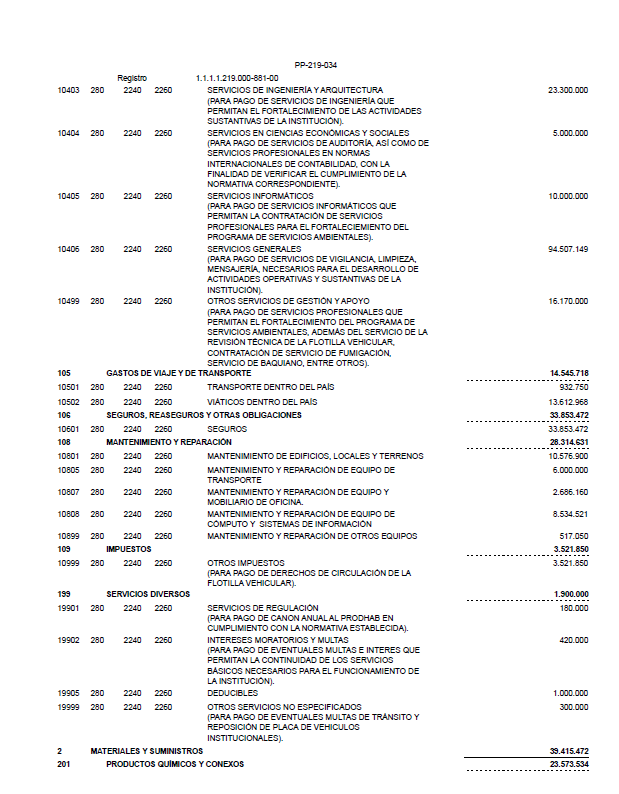 PP-219-034
Registro 1.1.1.1.219.000-881-00
10403 280 2240 2260 SERVICIOS DE INGENIERÍA Y ARQUITECTURA 23.300.000
(PARA PAGO DE SERVICIOS DE INGENIERÍA QUE
PERMITAN EL FORTALECIMIENTO DE LAS ACTIVIDADES
SUSTANTIVAS DE LA INSTITUCIÓN).
10404 280 2240 2260 SERVICIOS EN CIENCIAS ECONÓMICAS Y SOCIALES 5.000.000
(PARA PAGO DE SERVICIOS DE AUDITORÍA, ASÍ COMO DE
SERVICIOS PROFESIONALES EN NORMAS
INTERNACIONALES DE CONTABILIDAD, CON LA
FINALIDAD DE VERIFICAR EL CUMPLIMIENTO DE LA
NORMATIVA CORRESPONDIENTE).
10405 280 2240 2260 SERVICIOS INFORMÁTICOS 10.000.000
(PARA PAGO DE SERVICIOS INFORMÁTICOS QUE
PERMITAN LA CONTRATACIÓN DE SERVICIOS
PROFESIONALES PARA EL FORTALECIEMIENTO DEL
PROGRAMA DE SERVICIOS AMBIENTALES).
10406 280 2240 2260 SERVICIOS GENERALES 94.507.149
(PARA PAGO DE SERVICIOS DE VIGILANCIA, LIMPIEZA,
MENSAJERÍA, NECESARIOS PARA EL DESARROLLO DE
ACTIVIDADES OPERATIVAS Y SUSTANTIVAS DE LA
INSTITUCIÓN).
10499 280 2240 2260 OTROS SERVICIOS DE GESTIÓN Y APOYO 16.170.000
(PARA PAGO DE SERVICIOS PROFESIONALES QUE
PERMITAN EL FORTALECIMIENTO DEL PROGRAMA DE
SERVICIOS AMBIENTALES, ADEMÁS DEL SERVICIO DE LA
REVISIÓN TÉCNICA DE LA FLOTILLA VEHICULAR,
CONTRATACIÓN DE SERVICIO DE FUMIGACIÓN,
SERVICIO DE BAQUIANO, ENTRE OTROS).
105 GASTOS DE VIAJE Y DE TRANSPORTE 14.545.718
10501 280 2240 2260 TRANSPORTE DENTRO DEL PAÍS 932.750
10502 280 2240 2260 VIÁTICOS DENTRO DEL PAÍS 13.612.968
106 SEGUROS, REASEGUROS Y OTRAS OBLIGACIONES 33.853.472
10601 280 2240 2260 SEGUROS 33.853.472
108 MANTENIMIENTO Y REPARACIÓN 28.314.631
10801 280 2240 2260 MANTENIMIENTO DE EDIFICIOS, LOCALES Y TERRENOS 10.576.900
10805 280 2240 2260 MANTENIMIENTO Y REPARACIÓN DE EQUIPO DE 6.000.000
TRANSPORTE
10807 280 2240 2260 MANTENIMIENTO Y REPARACIÓN DE EQUIPO Y 2.686.160
MOBILIARIO DE OFICINA.
10808 280 2240 2260 MANTENIMIENTO Y REPARACIÓN DE EQUIPO DE 8.534.521
CÓMPUTO Y SISTEMAS DE INFORMACIÓN
10899 280 2240 2260 MANTENIMIENTO Y REPARACIÓN DE OTROS EQUIPOS 517.050
109 IMPUESTOS 3.521.850
10999 280 2240 2260 OTROS IMPUESTOS 3.521.850
(PARA PAGO DE DERECHOS DE CIRCULACIÓN DE LA
FLOTILLA VEHICULAR).
199 SERVICIOS DIVERSOS 1.900.000
19901 280 2240 2260 SERVICIOS DE REGULACIÓN 180.000
(PARA PAGO DE CANON ANUAL AL PRODHAB EN
CUMPLIMIENTO CON LA NORMATIVA ESTABLECIDA).
19902 280 2240 2260 INTERESES MORATORIOS Y MULTAS 420.000
(PARA PAGO DE EVENTUALES MULTAS E INTERES QUE
PERMITAN LA CONTINUIDAD DE LOS SERVICIOS
BÁSICOS NECESARIOS PARA EL FUNCIONAMIENTO DE
LA INSTITUCIÓN).
19905 280 2240 2260 DEDUCIBLES 1.000.000
19999 280 2240 2260 OTROS SERVICIOS NO ESPECIFICADOS 300.000
(PARA PAGO DE EVENTUALES MULTAS DE TRÁNSITO Y
REPOSICIÓN DE PLACA DE VEHICULOS
INSTITUCIONALES).
2 MATERIALES Y SUMINISTROS 39.415.472
201 PRODUCTOS QUÍMICOS Y CONEXOS 23.573.534